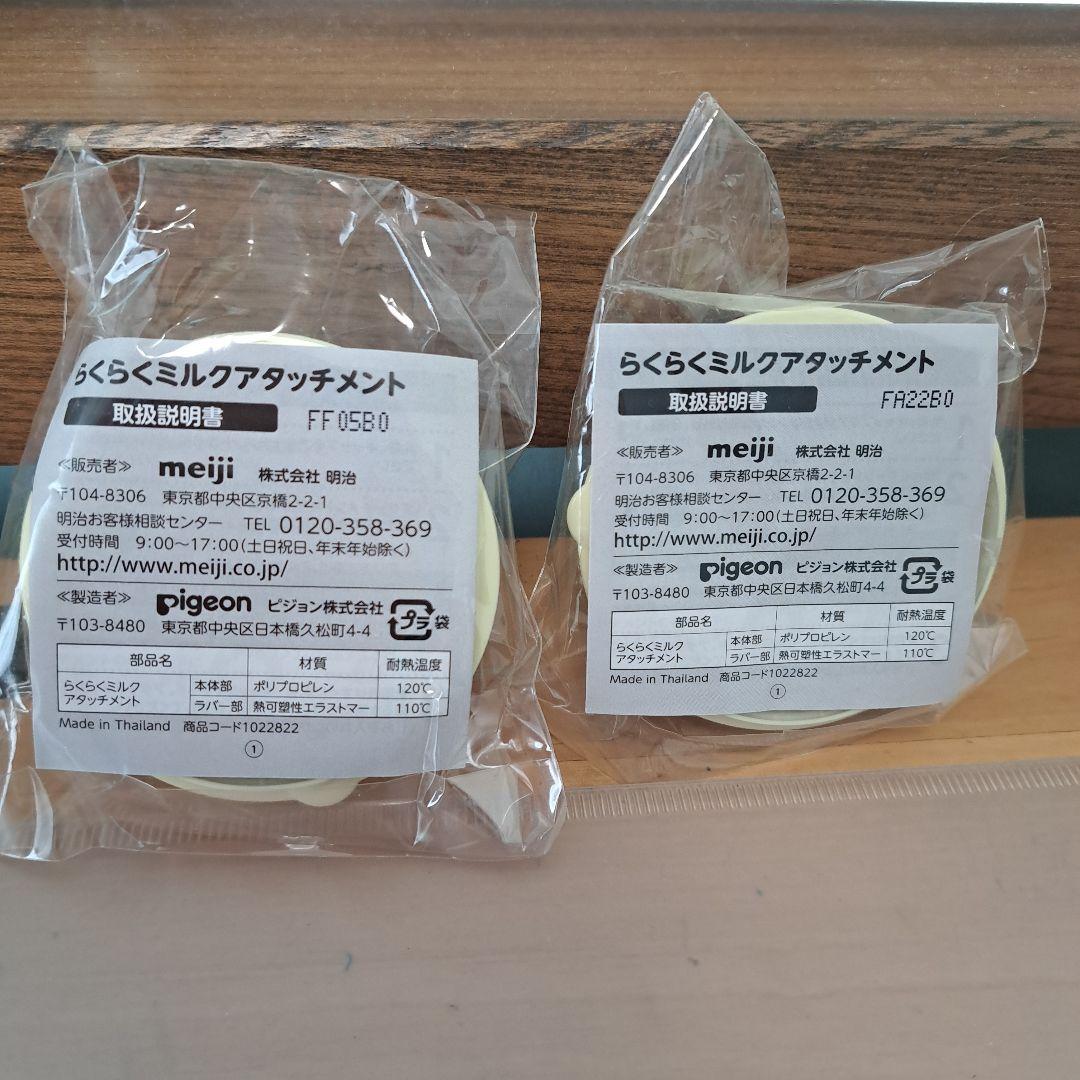 らくらくミルクアタッチメント
取扱説明書 FF05B0
≪販売者≫ meiji 株式会社 明治
〒104-8306 東京都中央区京橋2-2-1
明治お客様相談センター TEL 0120-358-369
受付時間 9:00〜17:00(土日祝日、年末年始除く)
http://www.meiji.co.jp/
≪製造者≫ Pigeon ピジョン株式会社
〒103-8480 東京都中央区日本橋久松町4-4
プラ 袋
部品名 材質 耐熱温度
らくらくミルク 本体部 ポリプロピレン 120℃
アタッチメント ラバー部 熱可塑性エラストマー 110℃
Made in Thailand 商品コード1022822
①
らくらくミルクアタッチメント
取扱説明書 FA22B0
≪販売者≫ meiji 株式会社 明治
〒104-8306 東京都中央区京橋2-2-1
明治お客様相談センター TEL 0120-358-369
受付時間 9:00〜17:00(土日祝日、年末年始除く)
http://www.meiji.co.jp/
≪製造者≫ Pigeon ピジョン株式会社
〒103-8480 東京都中央区日本橋久松町4-4
プラ 袋
部品名 材質 耐熱温度
らくらくミルク 本体部 ポリプロピレン 120℃
アタッチメント ラバー部 熱可塑性エラストマー 110℃
Made in Thailand 商品コード1022822
①